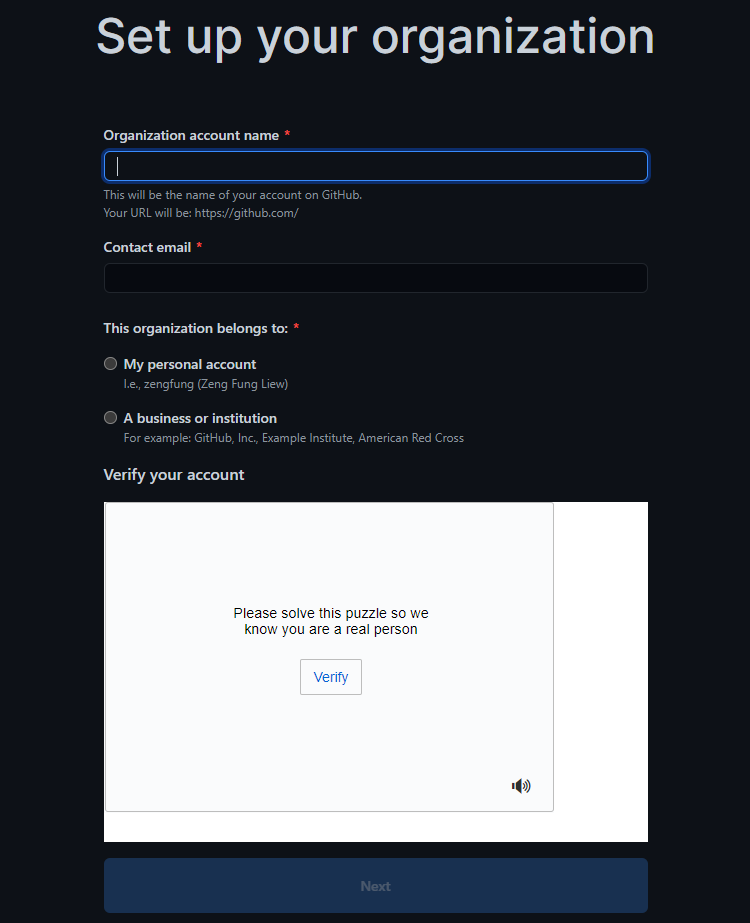 Set up your organization
Organization account name *
This will be the name of your account on GitHub.
Your URL will be: https://github.com/
Contact email *
This organization belongs to: *
My personal account
I.e., zengfung (Zeng Fung Liew)
A business or institution
For example: GitHub, Inc., Example Institute, American Red Cross
Verify your account
Please solve this puzzle so we
know you are a real person
Verify
Next